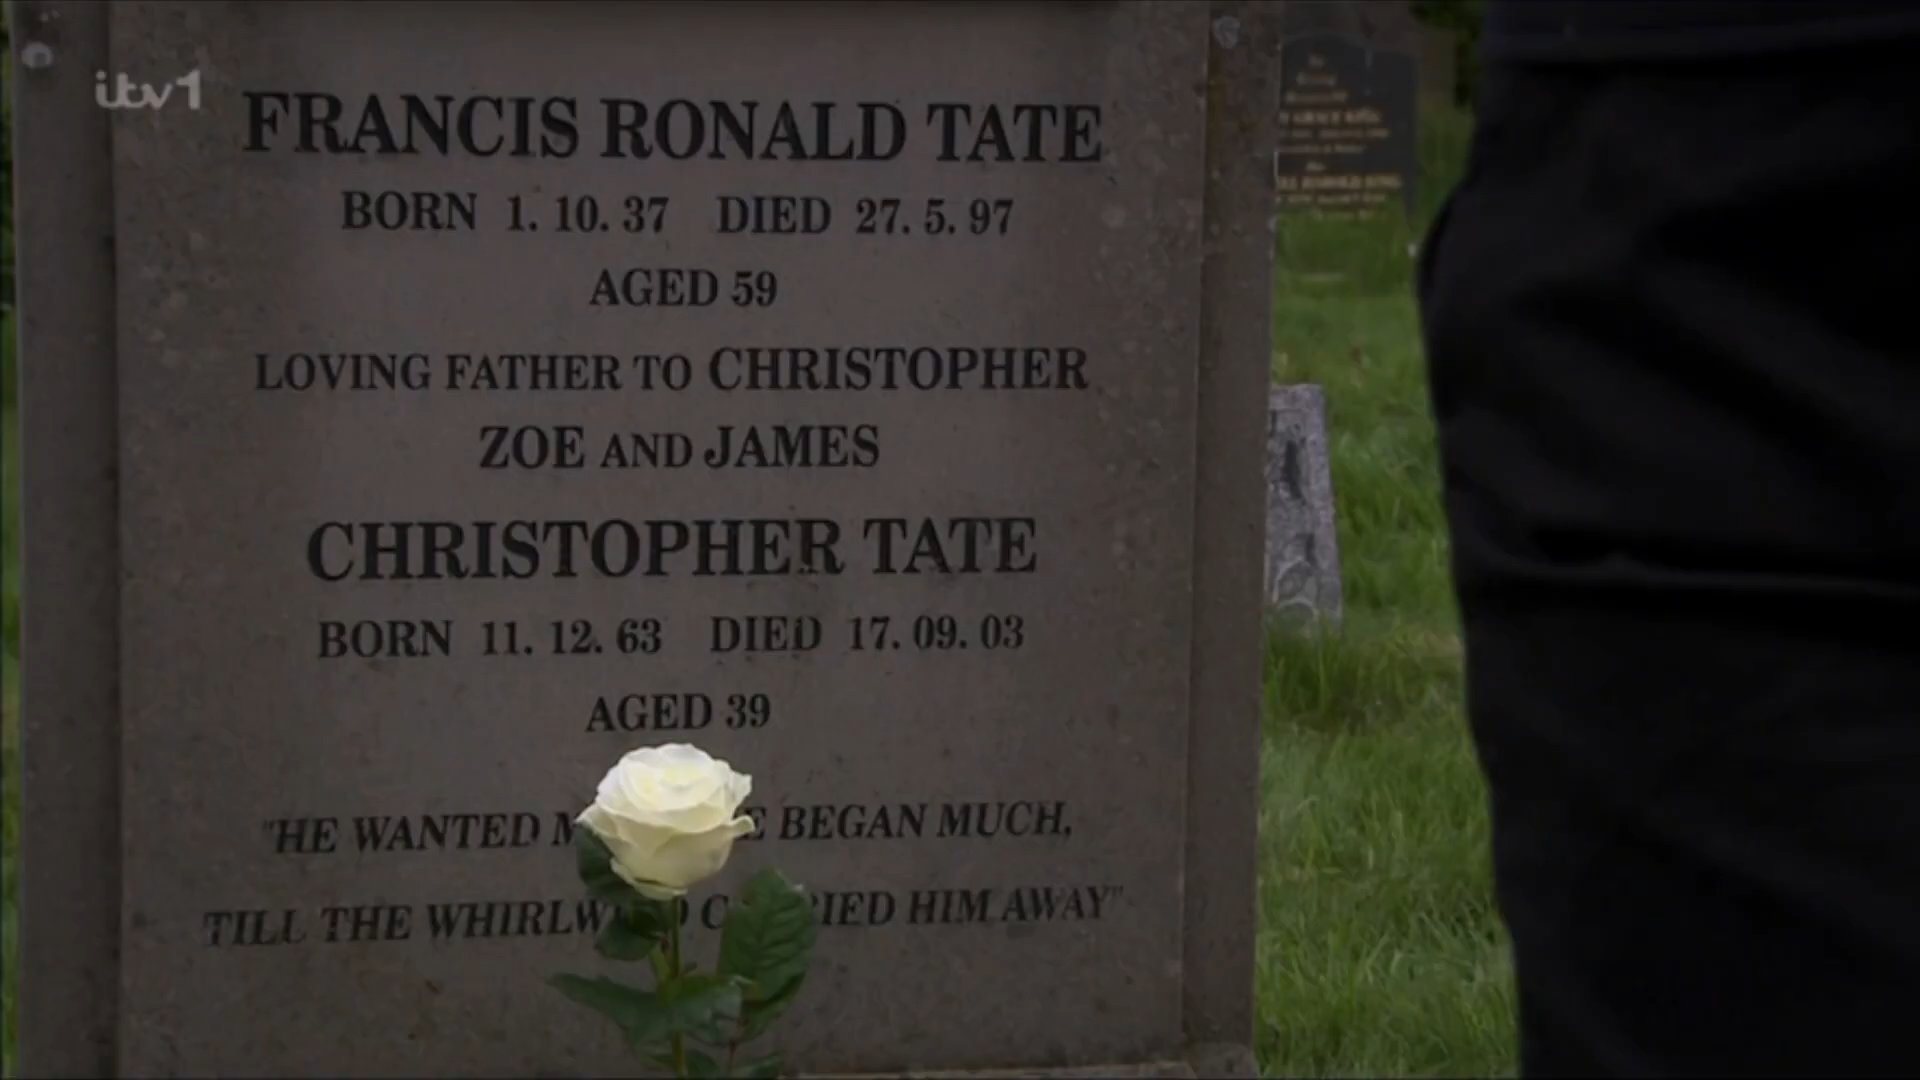 itv1
FRANCIS RONALD TATE
BORN 1. 10. 37 DIED 27. 5. 97
AGED 59
LOVING FATHER TO CHRISTOPHER
ZOE AND JAMES
CHRISTOPHER TATE
BORN 11. 12. 63 DIED 17. 09. 03
AGED 39
"HE WANTED BEGAN MUCH,
TILL THE WHIRLWIND CARRIED HIM AWAY"